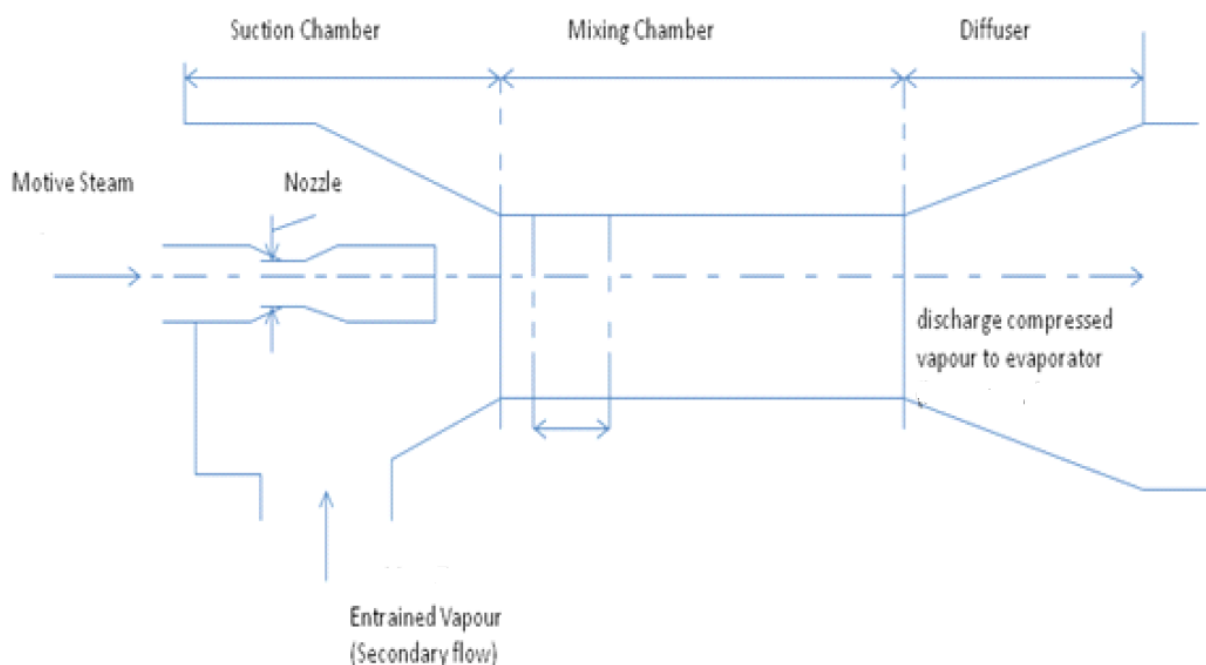 Suction Chamber
Mixing Chamber
Diffuser
Motive Steam
Nozzle
discharge compressed
vapour to evaporator
Entrained Vapour
(Secondary flow)